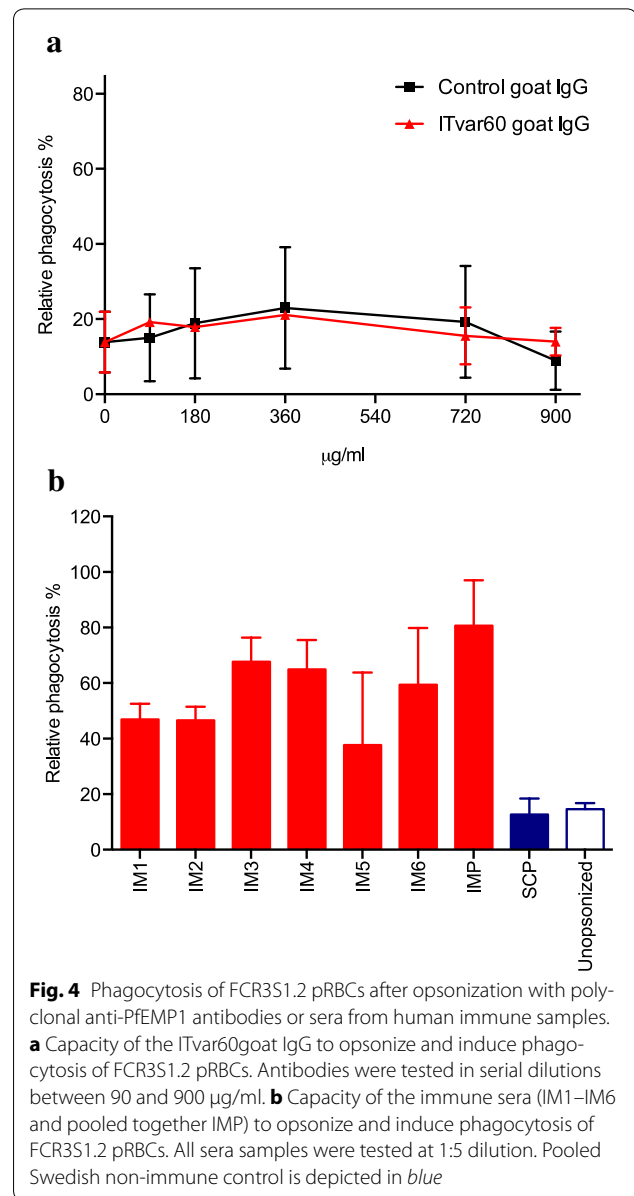 a
Control goat IgG
ITvar60 goat IgG
Relative phagocytosis %
80
60
40
20
0
0 180 360 540 720 900
µg/ml
b
Relative phagocytosis %
120
100
80
60
40
20
0
IM1 IM2 IM3 IM4 IM5 IM6 IMP SCP Unopsonized
Fig. 4 Phagocytosis of FCR3S1.2 pRBCs after opsonization with poly-
clonal anti-PfEMP1 antibodies or sera from human immune samples.
a Capacity of the ITvar60goat IgG to opsonize and induce phago-
cytosis of FCR3S1.2 pRBCs. Antibodies were tested in serial dilutions
between 90 and 900 µg/ml. b Capacity of the immune sera (IM1–IM6
and pooled together IMP) to opsonize and induce phagocytosis of
FCR3S1.2 pRBCs. All sera samples were tested at 1:5 dilution. Pooled
Swedish non-immune control is depicted in blue